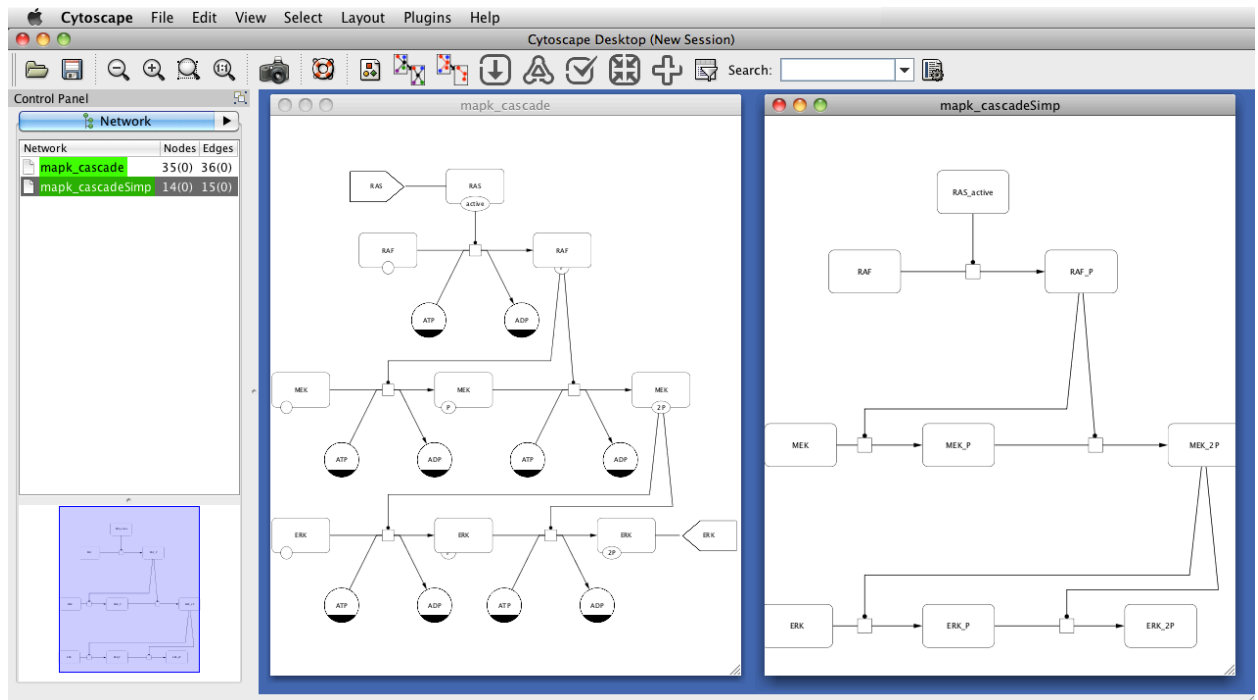 Cytoscape File Edit View Select Layout Plugins Help
Cytoscape Desktop (New Session)
1:1 Search:
Control Panel
Network
Network Nodes Edges
mapk_cascade 35(0) 36(0)
mapk_cascadeSimp 14(0) 15(0)
mapk_cascade
RAS RAS
active
RAF RAF
P
ATP ADP
MEK MEK MEK
P 2P
ATP ADP ATP ADP
ERK ERK ERK ERK
P 2P
ATP ADP ATP ADP
mapk_cascadeSimp
RAS_active
RAF RAF_P
MEK MEK_P MEK_2P
ERK ERK_P ERK_2P